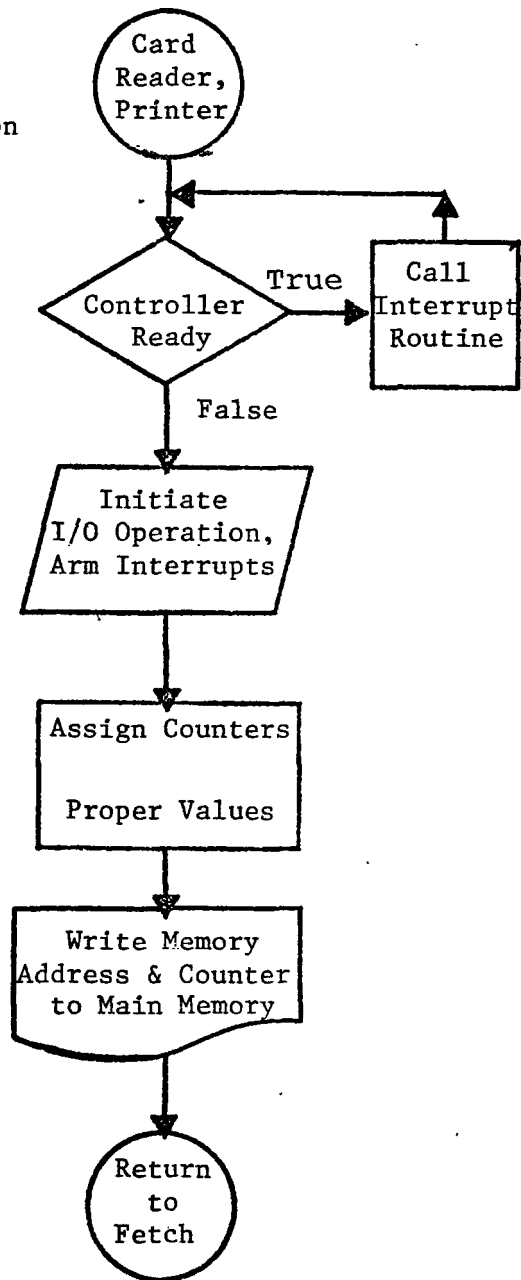 Card
Reader,
Printer
on
True
Controller
Ready
Call
Interrupt
Routine
False
Initiate
I/O Operation,
Arm Interrupts
Assign Counters
Proper Values
Write Memory
Address & Counter
to Main Memory
Return
to
Fetch